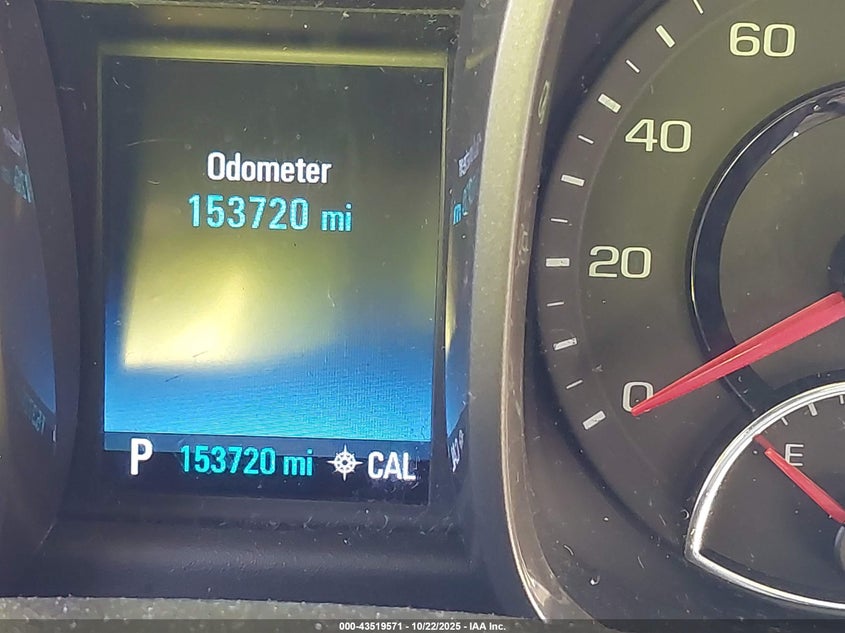 Odometer
153720 mi
P 153720 mi CAL
60
40
20
0
E
000-43519571 - 10/22/2025 - IAA Inc.